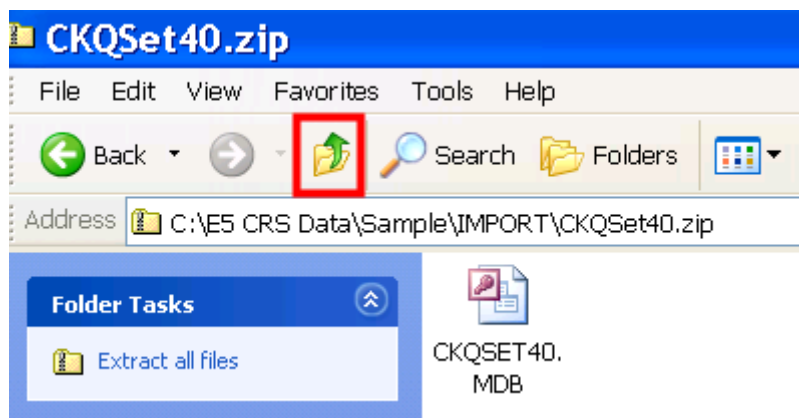 CKQSet40.zip
File Edit View Favorites Tools Help
Back Search Folders
Address C:\E5 CRS Data\Sample\IMPORT\CKQSet40.zip
Folder Tasks
Extract all files
CKQSET40.
MDB